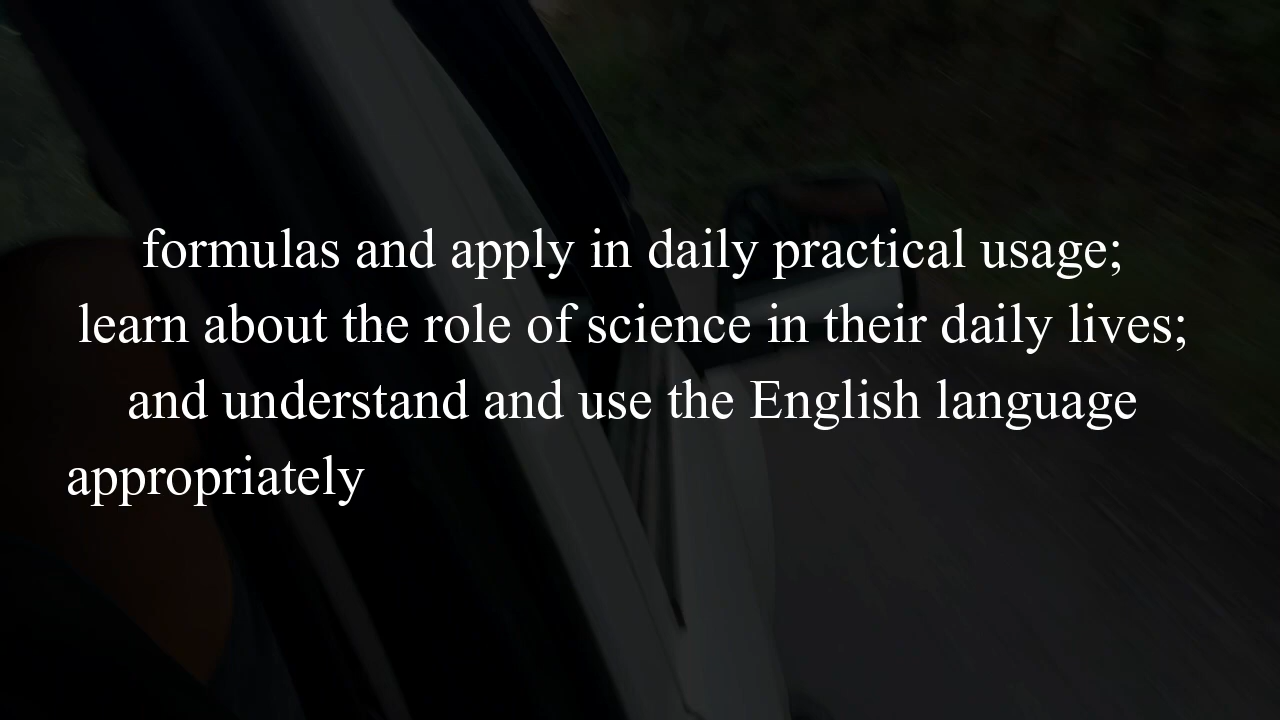 formulas and apply in daily practical usage;
learn about the role of science in their daily lives;
and understand and use the English language
appropriately